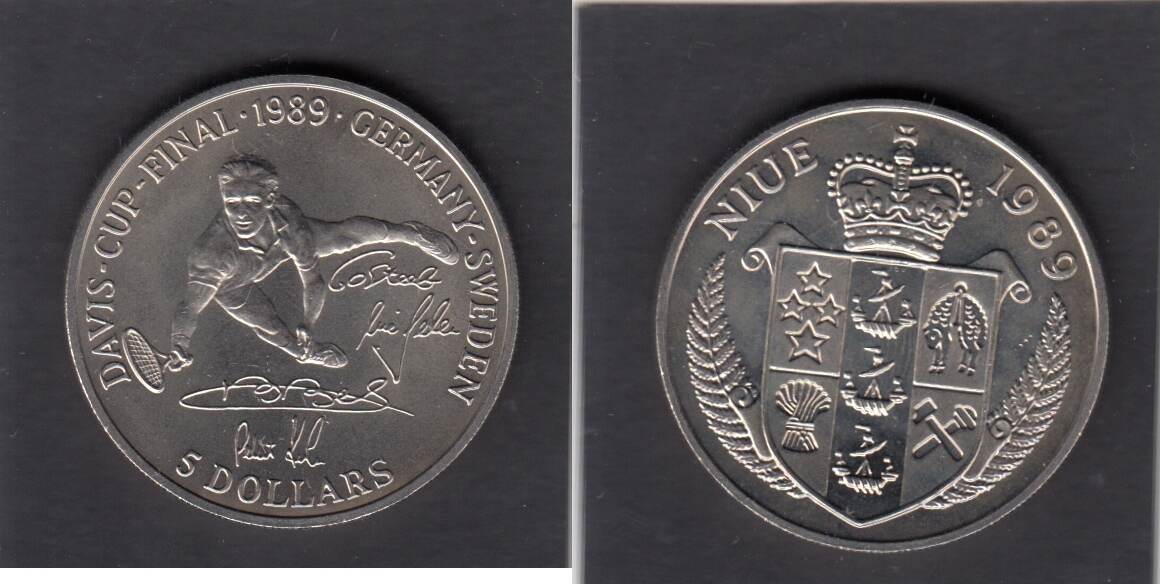 DAVIS-CUP-FINAL · 1989 · GERMANY-SWEDEN
5 DOLLARS
NIUE 1989